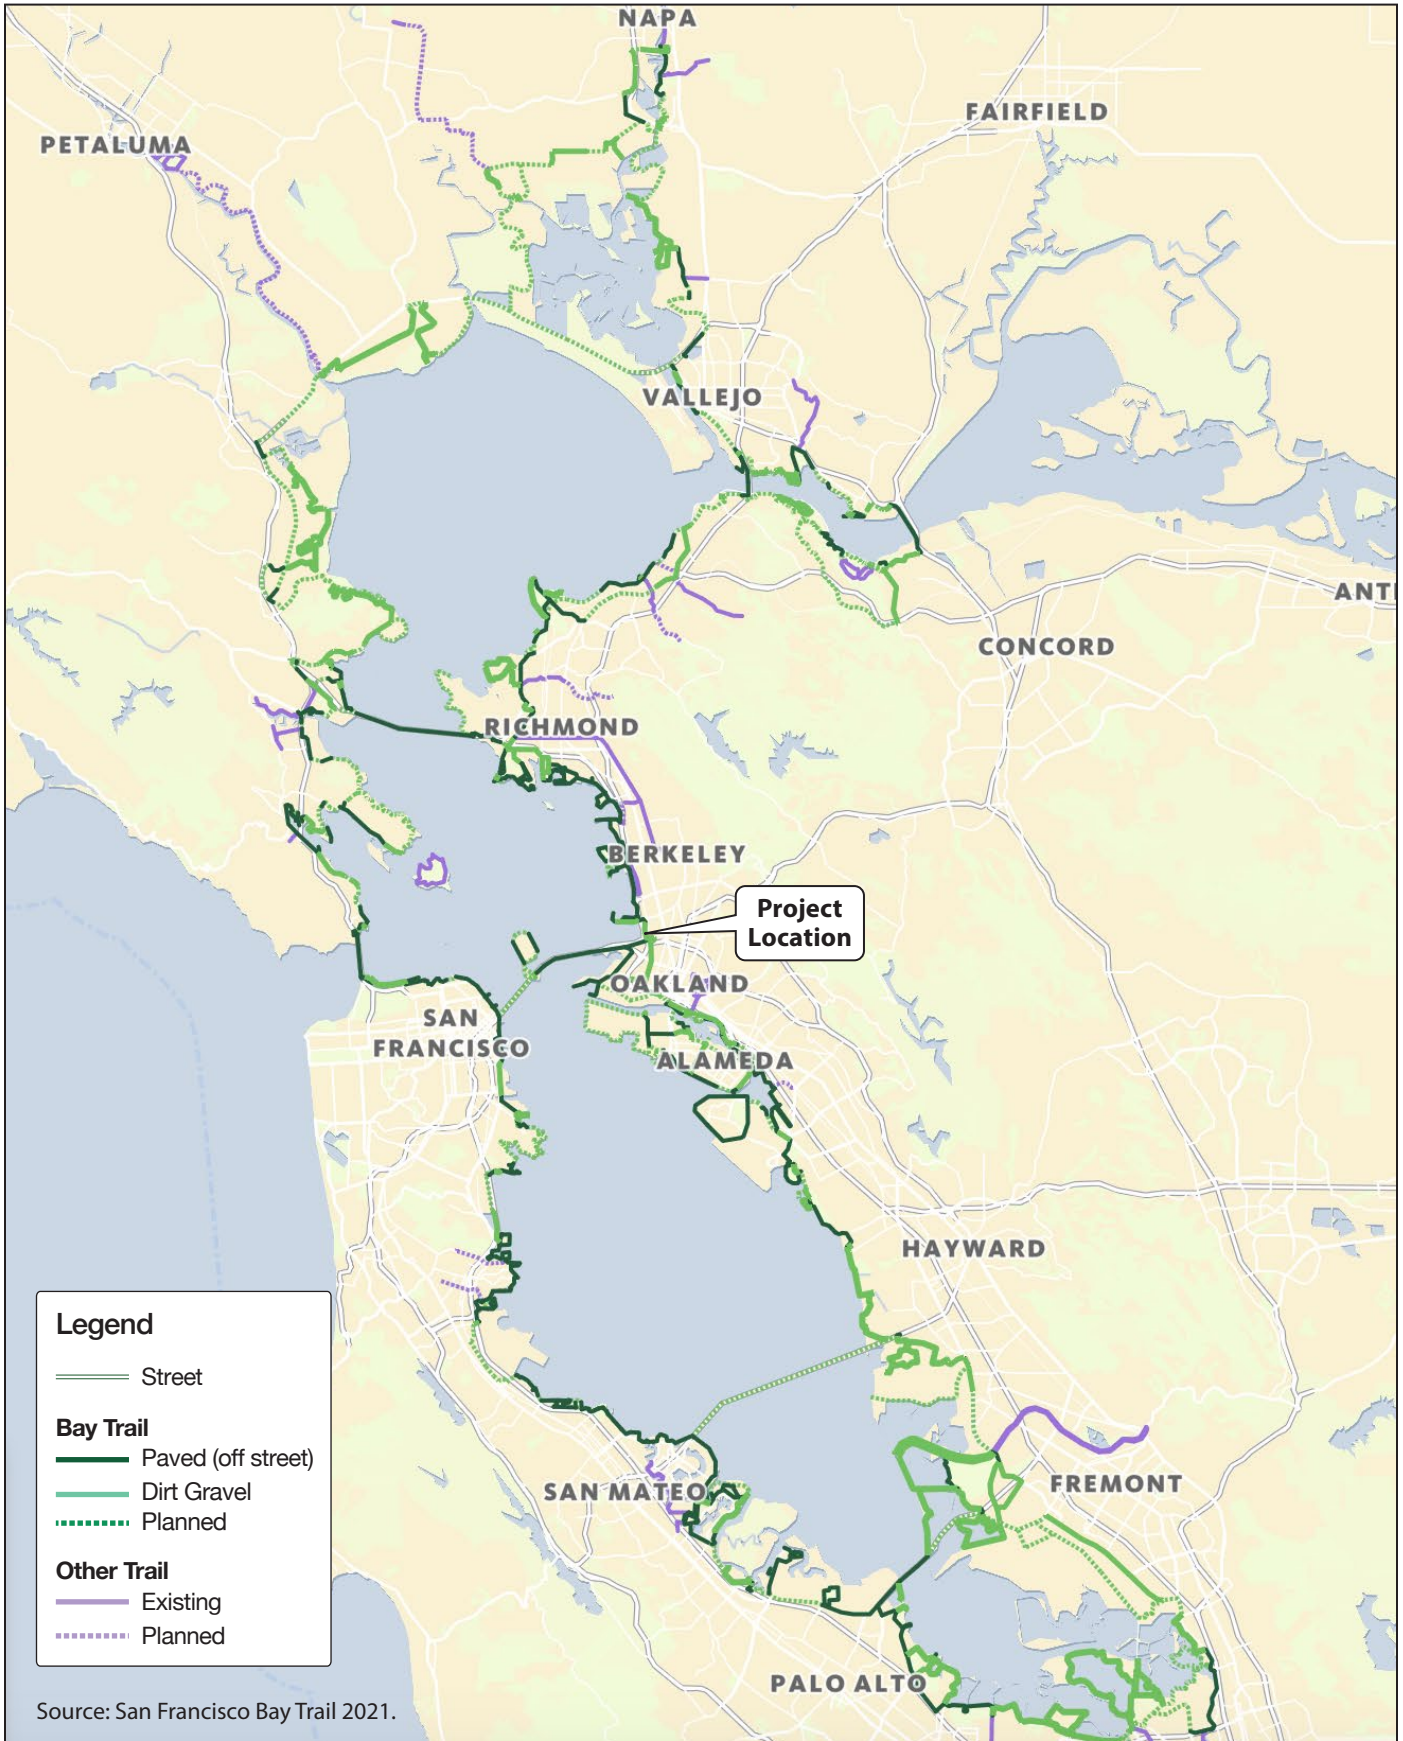 NAPA
FAIRFIELD
PETALUMA
VALLEJO
ANTI
CONCORD
RICHMOND
BERKELEY
Project
Location
OAKLAND
SAN
FRANCISCO
ALAMEDA
HAYWARD
SAN MATEO
FREMONT
PALO ALTO
Legend
Street
Bay Trail
Paved (off street)
Dirt Gravel
Planned
Other Trail
Existing
Planned
Source: San Francisco Bay Trail 2021.